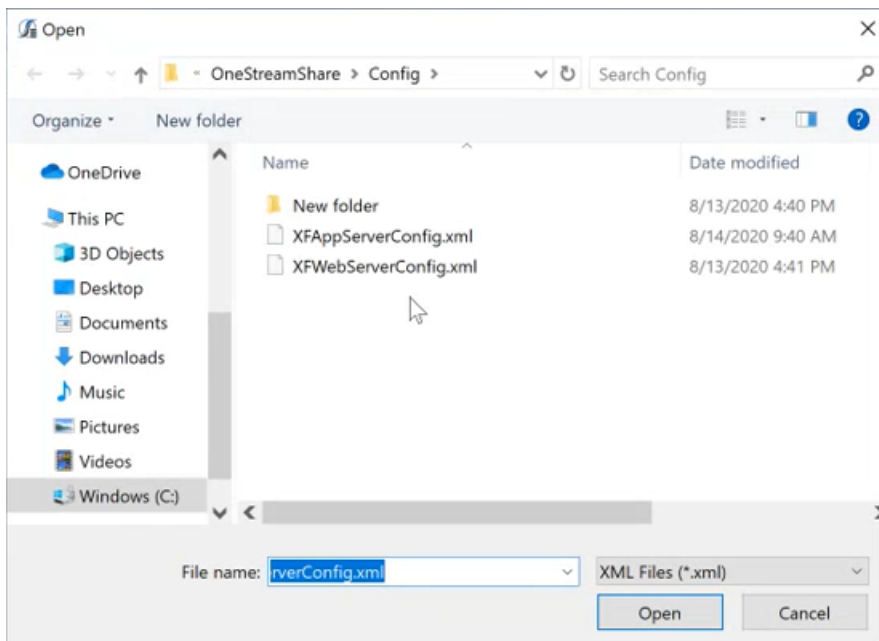 Open
OneStreamShare > Config >
Search Config
Organize
New folder
OneDrive
This PC
3D Objects
Desktop
Documents
Downloads
Music
Pictures
Videos
Windows (C:)
Name
Date modified
New folder
8/13/2020 4:40 PM
XFAppServerConfig.xml
8/14/2020 9:40 AM
XFWebServerConfig.xml
8/13/2020 4:41 PM
File name:
rverConfig.xml
XML Files (*.xml)
Open
Cancel